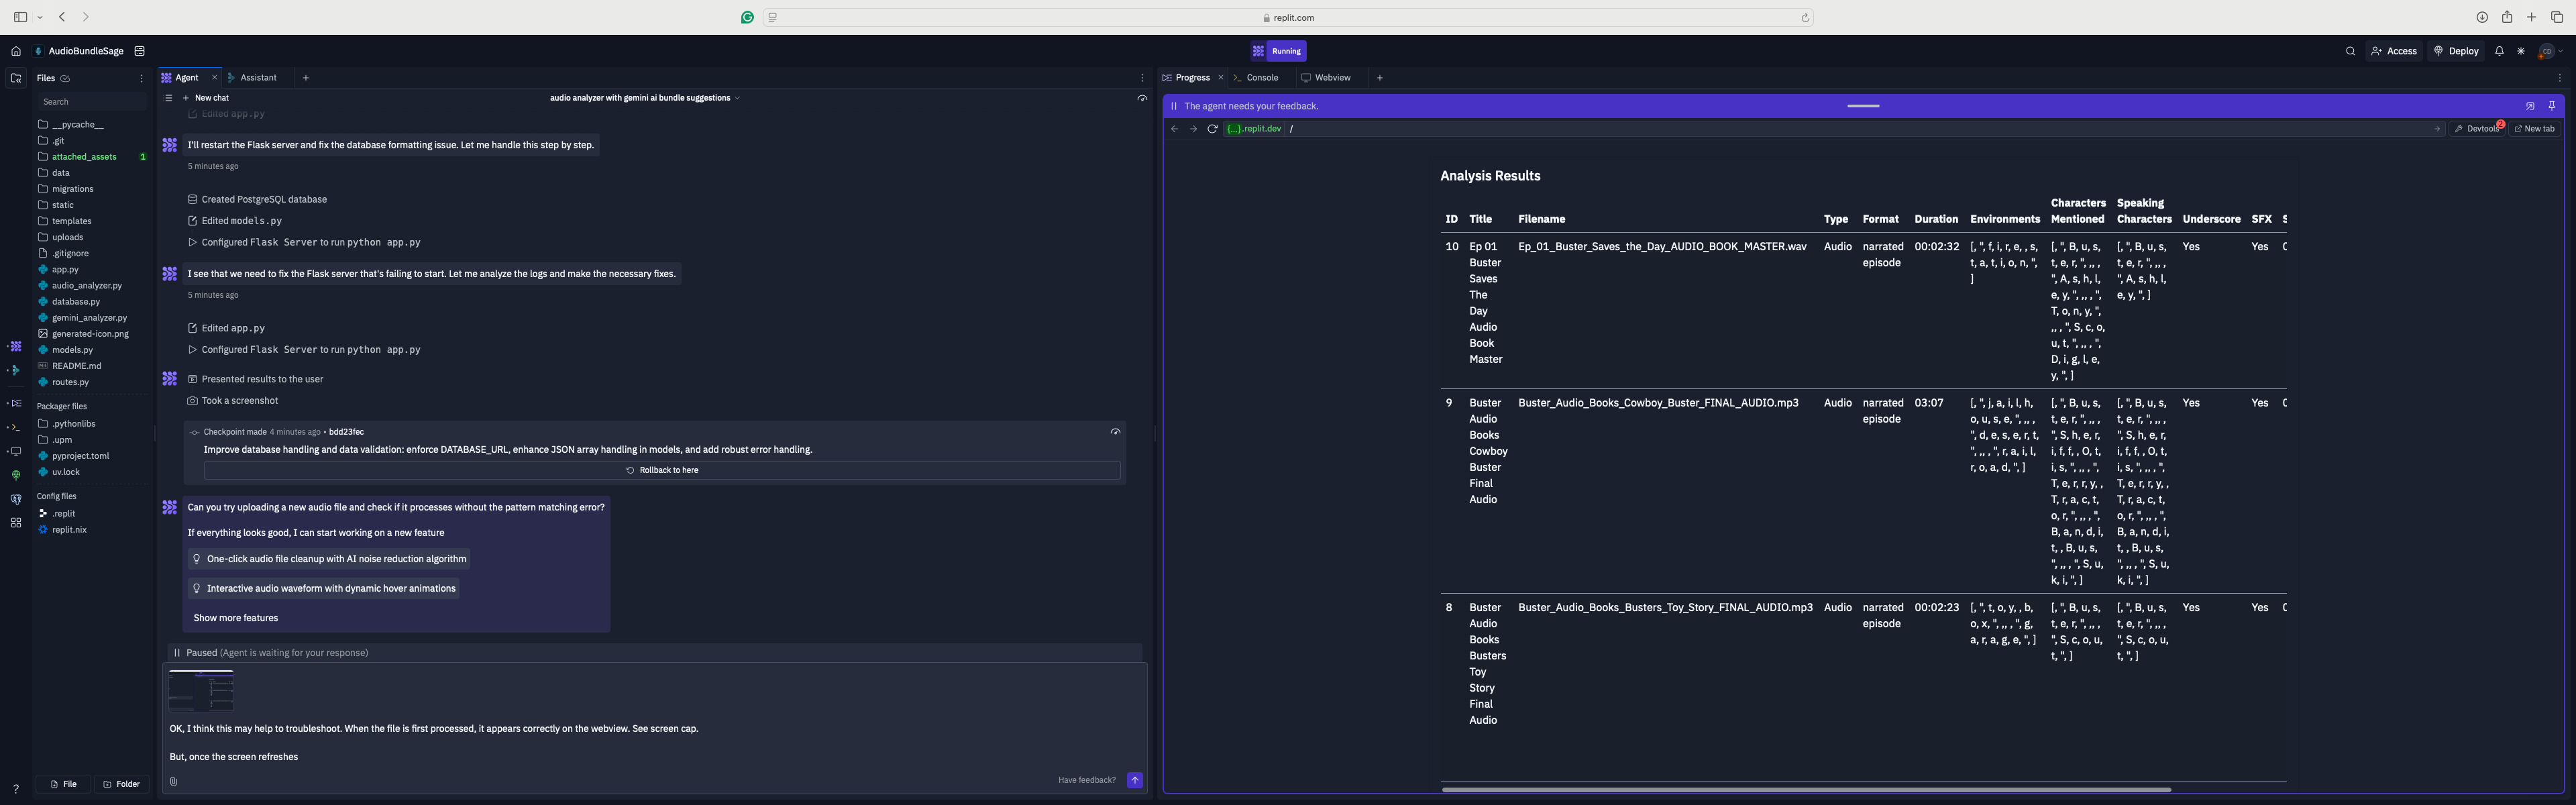 replit.com
AudioBundleSage
Running
Access
Deploy
CD
Files
Search
__pycache__
.git
attached_assets 1
data
migrations
static
templates
uploads
.gitignore
app.py
audio_analyzer.py
database.py
gemini_analyzer.py
generated-icon.png
models.py
README.md
routes.py
Packager files
.pythonlibs
.upm
pyproject.toml
uv.lock
Config files
.replit
replit.nix
File
Folder
Agent
Assistant
New chat
audio analyzer with gemini ai bundle suggestions
Edited app.py
I'll restart the Flask server and fix the database formatting issue. Let me handle this step by step.
5 minutes ago
Created PostgreSQL database
Edited models.py
Configured Flask Server to run python app.py
I see that we need to fix the Flask server that's failing to start. Let me analyze the logs and make the necessary fixes.
5 minutes ago
Edited app.py
Configured Flask Server to run python app.py
Presented results to the user
Took a screenshot
Checkpoint made 4 minutes ago • bdd23fec
Improve database handling and data validation: enforce DATABASE_URL, enhance JSON array handling in models, and add robust error handling.
Rollback to here
Can you try uploading a new audio file and check if it processes without the pattern matching error?
If everything looks good, I can start working on a new feature
One-click audio file cleanup with AI noise reduction algorithm
Interactive audio waveform with dynamic hover animations
Show more features
Paused (Agent is waiting for your response)
OK, I think this may help to troubleshoot. When the file is first processed, it appears correctly on the webview. See screen cap.
But, once the screen refreshes
Have feedback?
Progress
Console
Webview
The agent needs your feedback.
{...}.replit.dev /
Devtools 2
New tab
Analysis Results
ID Title Filename Type Format Duration Environments Characters Mentioned Speaking Characters Underscore SFX S
10
Ep 01
Buster
Saves
The
Day
Audio
Book
Master
Ep_01_Buster_Saves_the_Day_AUDIO_BOOK_MASTER.wav
Audio
narrated
episode
00:02:32
[, ", f, i, r, e, , s,
t, a, t, i, o, n, ",
]
[, ", B, u, s,
t, e, r, ", ,, ,
", A, s, h, l,
e, y, ", ,, , ",
T, o, n, y, ",
,, , ", S, c, o,
u, t, ", ,, , ",
D, i, g, l, e,
y, ", ]
[, ", B, u, s,
t, e, r, ", ,, ,
", A, s, h, l,
e, y, ", ]
Yes
Yes
9
Buster
Audio
Books
Cowboy
Buster
Final
Audio
Buster_Audio_Books_Cowboy_Buster_FINAL_AUDIO.mp3
Audio
narrated
episode
03:07
[, ", j, a, i, l, h,
o, u, s, e, ", ,, ,
", d, e, s, e, r, t,
", ,, , ", r, a, i, l,
r, o, a, d, ", ]
[, ", B, u, s,
t, e, r, ", ,, ,
", S, h, e, r,
i, f, f, , O, t,
i, s, ", ,, , ",
T, e, r, r, y, ,
T, r, a, c, t,
o, r, ", ,, , ",
B, a, n, d, i,
t, , B, u, s,
", ,, , ", S, u,
k, i, ", ]
[, ", B, u, s,
t, e, r, ", ,, ,
", S, h, e, r,
i, f, f, , O, t,
i, s, ", ,, , ",
T, e, r, r, y, ,
T, r, a, c, t,
o, r, ", ,, , ",
B, a, n, d, i,
t, , B, u, s,
", ,, , ", S, u,
k, i, ", ]
Yes
Yes
8
Buster
Audio
Books
Busters
Toy
Story
Final
Audio
Buster_Audio_Books_Busters_Toy_Story_FINAL_AUDIO.mp3
Audio
narrated
episode
00:02:23
[, ", t, o, y, , b,
o, x, ", ,, , ", g,
a, r, a, g, e, ", ]
[, ", B, u, s,
t, e, r, ", ,, ,
", S, c, o, u,
t, ", ]
[, ", B, u, s,
t, e, r, ", ,, ,
", S, c, o, u,
t, ", ]
Yes
Yes